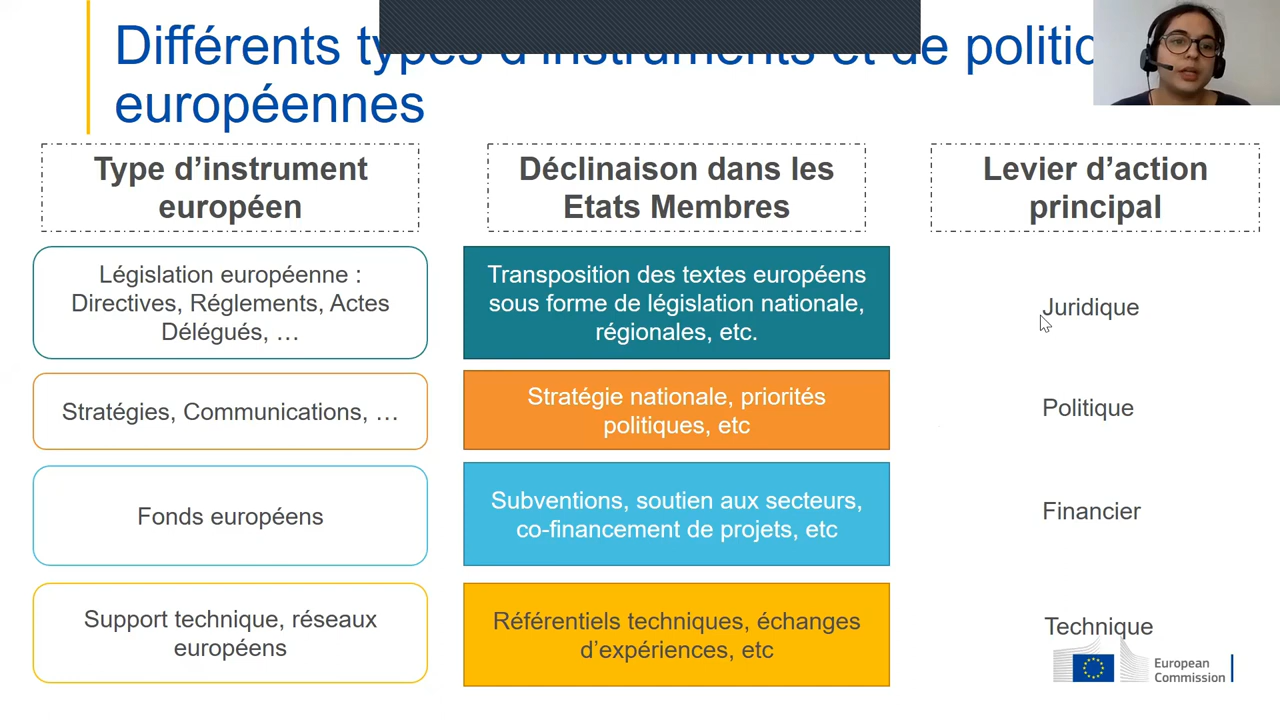 Différents types d'instruments et de politic
européennes
Type d’instrument
européen
Déclinaison dans les
Etats Membres
Levier d’action
principal
Législation européenne :
Directives, Réglements, Actes
Délégués, …
Transposition des textes européens
sous forme de législation nationale,
régionales, etc.
Juridique
Stratégies, Communications, …
Stratégie nationale, priorités
politiques, etc
Politique
Fonds européens
Subventions, soutien aux secteurs,
co-financement de projets, etc
Financier
Support technique, réseaux
européens
Référentiels techniques, échanges
d’expériences, etc
Technique
European
Commission